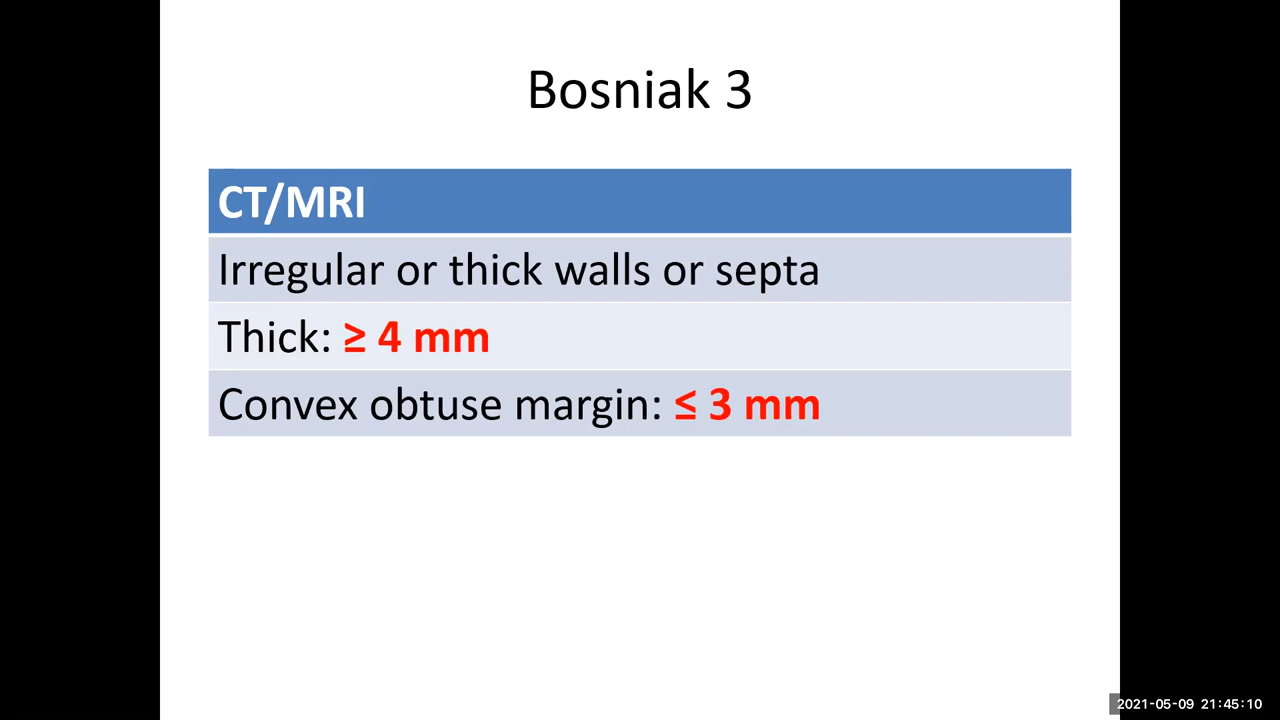 Bosniak 3
CT/MRI
Irregular or thick walls or septa
Thick: ≥ 4 mm
Convex obtuse margin: ≤ 3 mm
2021-05-09 21:45:10